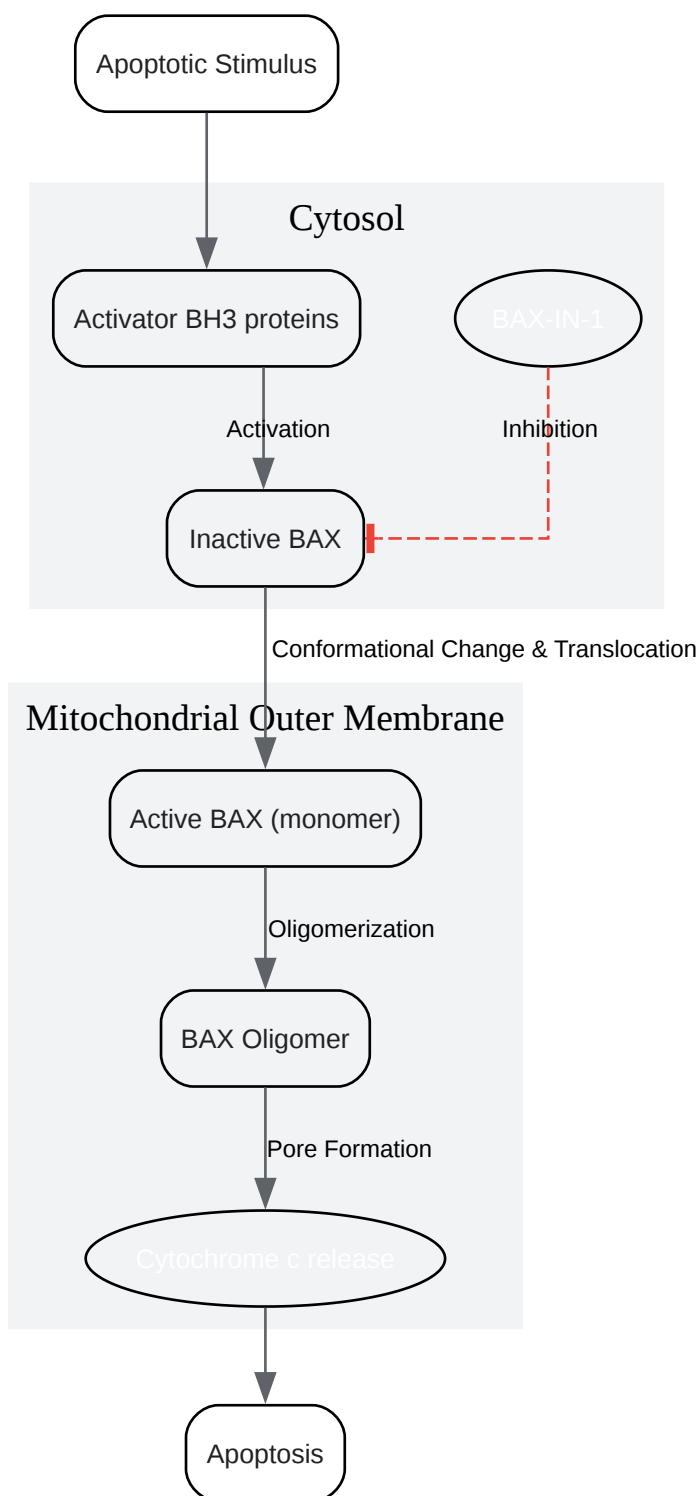 Apoptotic Stimulus
Cytosol
Activator BH3 proteins
BAX-IN-1
Activation
Inhibition
Inactive BAX
Conformational Change & Translocation
Mitochondrial Outer Membrane
Active BAX (monomer)
Oligomerization
BAX Oligomer
Pore Formation
Cytochrome c release
Apoptosis